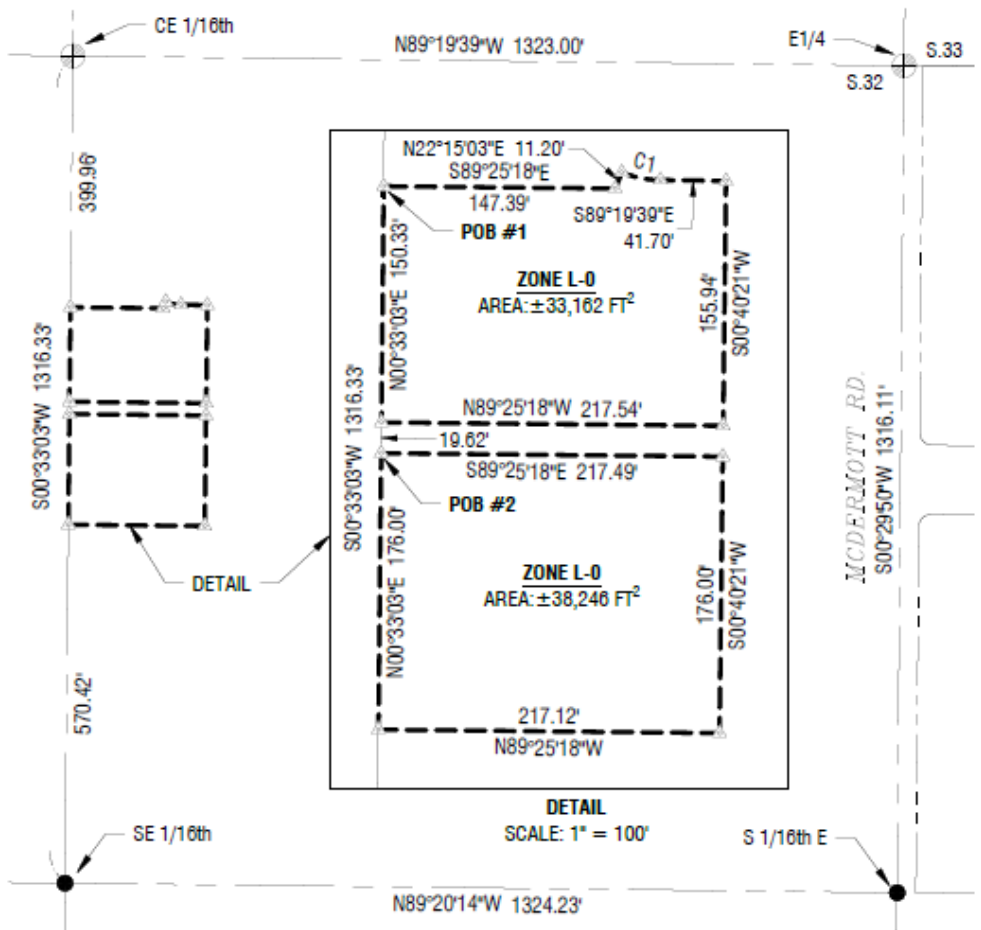 CE 1/16th
N89°19'39"W 1323.00'
E1/4
S.33
S.32
399.96'
N22°15'03"E 11.20'
C1
S89°25'18"E
147.39'
S89°19'39"E
41.70'
POB #1
N00°33'03"E 150.33'
ZONE L-0
AREA: ±33,162 FT²
155.94'
S00°40'21"W
S00°33'03"W 1316.33'
S00°33'03"W 1316.33'
N89°25'18"W 217.54'
19.62'
S89°25'18"E 217.49'
POB #2
MCDERMOTT RD.
S00°29'50"W 1316.11'
DETAIL
N00°33'03"E 176.00'
ZONE L-0
AREA: ±38,246 FT²
176.00'
S00°40'21"W
570.42'
217.12'
N89°25'18"W
DETAIL
SCALE: 1" = 100'
SE 1/16th
S 1/16th E
N89°20'14"W 1324.23'